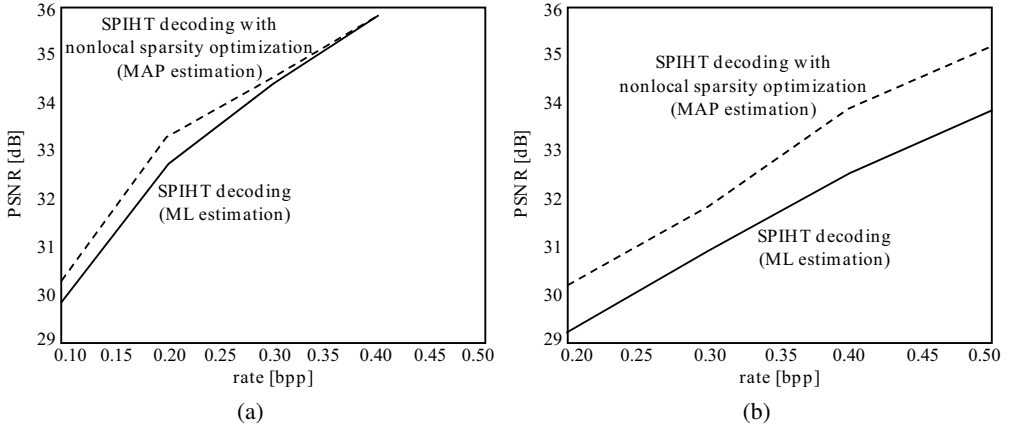 36
35
34
33
32
31
30
29
PSNR [dB]
SPIHT decoding with
nonlocal sparsity optimization
(MAP estimation)
SPIHT decoding
(ML estimation)
0.10 0.15 0.20 0.25 0.30 0.35 0.40 0.45 0.50
rate [bpp]
(a)
36
35
34
33
32
31
30
29
PSNR [dB]
SPIHT decoding with
nonlocal sparsity optimization
(MAP estimation)
SPIHT decoding
(ML estimation)
0.20 0.25 0.30 0.35 0.40 0.45 0.50
rate [bpp]
(b)